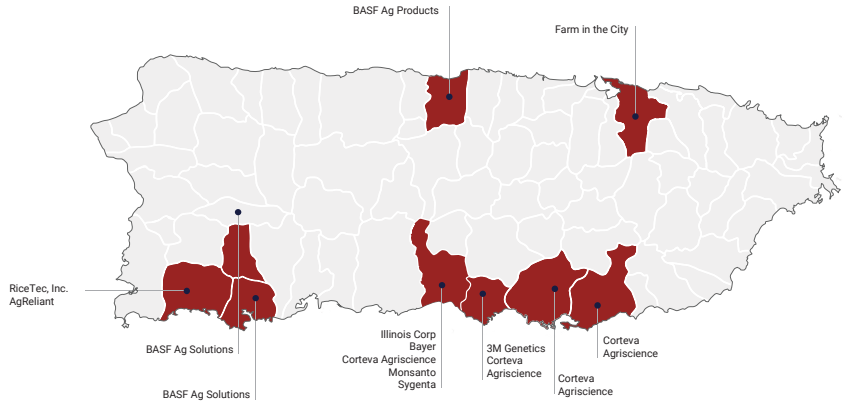 BASF Ag Products
Farm in the City
RiceTec, Inc.
AgReliant
BASF Ag Solutions
BASF Ag Solutions
Illinois Corp
Bayer
Corteva Agriscience
Monsanto
Sygenta
3M Genetics
Corteva
Agriscience
Corteva
Agriscience
Corteva
Agriscience